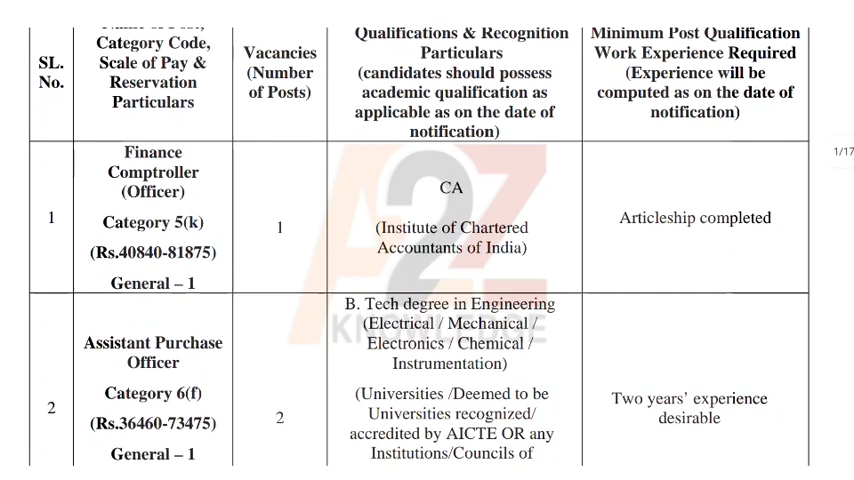 SL.
No.
Name of Post,
Category Code,
Scale of Pay &
Reservation
Particulars
Vacancies
(Number
of Posts)
Qualifications & Recognition
Particulars
(candidates should possess
academic qualification as
applicable as on the date of
notification)
Minimum Post Qualification
Work Experience Required
(Experience will be
computed as on the date of
notification)
1
Finance
Comptroller
(Officer)
Category 5(k)
(Rs.40840-81875)
General – 1
1
CA
(Institute of Chartered
Accountants of India)
Articleship completed
2
Assistant Purchase
Officer
Category 6(f)
(Rs.36460-73475)
General – 1
2
B. Tech degree in Engineering
(Electrical / Mechanical /
Electronics / Chemical /
Instrumentation)
(Universities /Deemed to be
Universities recognized/
accredited by AICTE OR any
Institutions/Councils of
Two years’ experience
desirable
A2Z
KNOWLEDGE
1/17